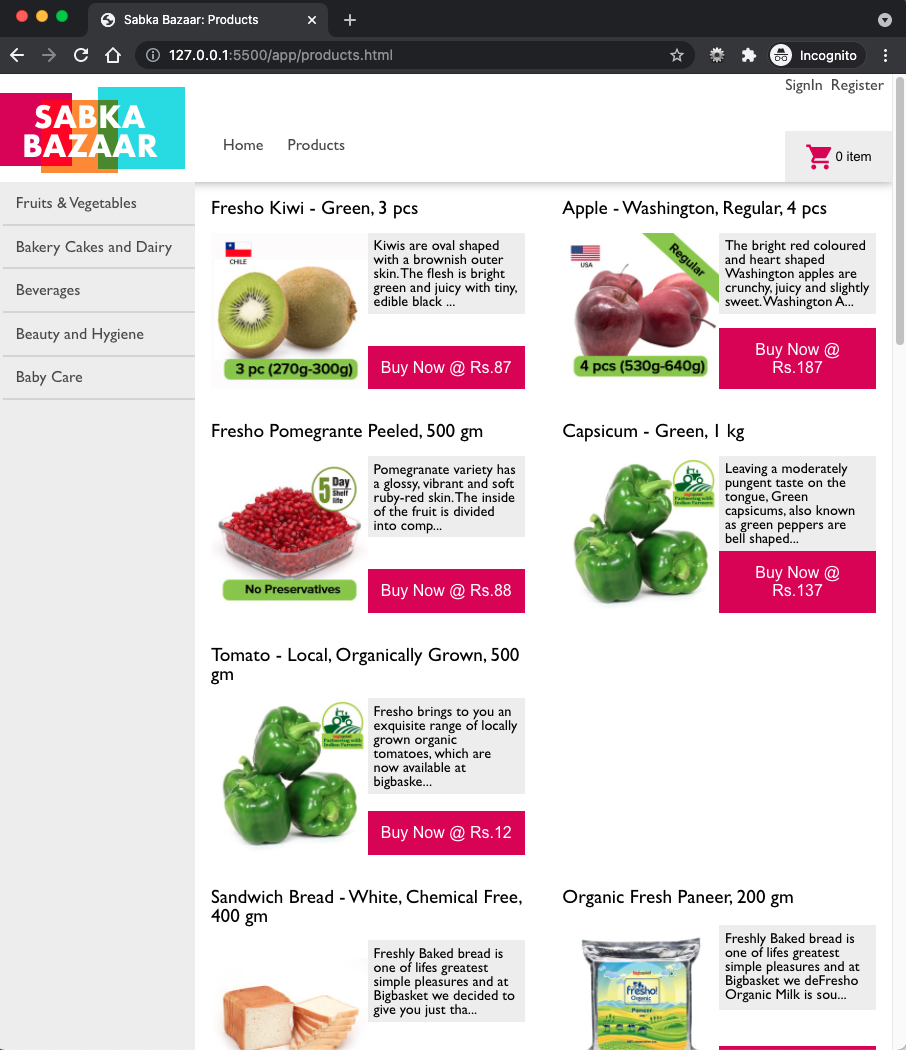 Sabka Bazaar: Products
127.0.0.1:5500/app/products.html
Incognito
SignIn Register
SABKA
BAZAAR
Home Products
0 item
Fruits & Vegetables
Bakery Cakes and Dairy
Beverages
Beauty and Hygiene
Baby Care
Fresho Kiwi - Green, 3 pcs
CHILE
3 pc (270g-300g)
Kiwis are oval shaped
with a brownish outer
skin. The flesh is bright
green and juicy with tiny,
edible black ...
Buy Now @ Rs.87
Apple - Washington, Regular, 4 pcs
USA
Regular
4 pcs (530g-640g)
The bright red coloured
and heart shaped
Washington apples are
crunchy, juicy and slightly
sweet. Washington A...
Buy Now @
Rs.187
Fresho Pomegrante Peeled, 500 gm
5 Day
Shelf
life
No Preservatives
Pomegranate variety has
a glossy, vibrant and soft
ruby-red skin. The inside
of the fruit is divided
into comp...
Buy Now @ Rs.88
Capsicum - Green, 1 kg
Partnering with
Indian Farmers
Leaving a moderately
pungent taste on the
tongue, Green
capsicums, also known
as green peppers are
bell shaped...
Buy Now @
Rs.137
Tomato - Local, Organically Grown, 500
gm
Partnering with
Indian Farmers
Fresho brings to you an
exquisite range of locally
grown organic
tomatoes, which are
now available at
bigbaske...
Buy Now @ Rs.12
Sandwich Bread - White, Chemical Free,
400 gm
Freshly Baked bread is
one of lifes greatest
simple pleasures and at
Bigbasket we decided to
give you just tha...
Organic Fresh Paneer, 200 gm
fresho!
Organic
Paneer
Freshly Baked bread is
one of lifes greatest
simple pleasures and at
Bigbasket we deFresho
Organic Milk is sou...